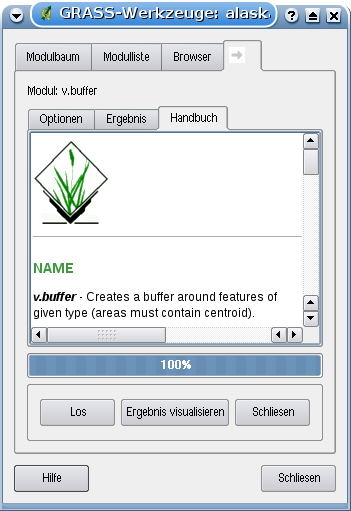 GRASS-Werkzeuge: alaska
Modulbaum Modulliste Browser
Modul: v.buffer
Optionen Ergebnis Handbuch
NAME
v.buffer - Creates a buffer around features of
given type (areas must contain centroid).
100%
Los Ergebnis visualisieren Schliesen
Hilfe Schliesen